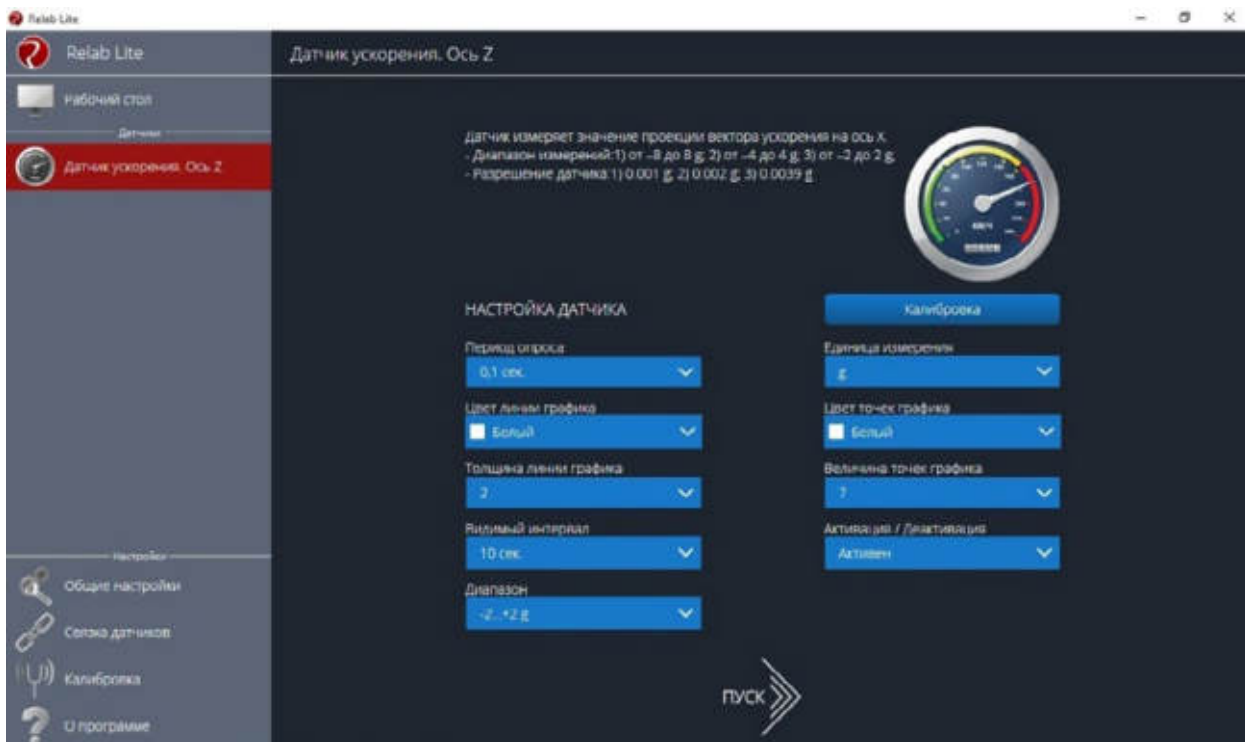 Relab Lite
Relab Lite
Датчик ускорения. Ось Z
Рабочий стол
Датчики
Датчик ускорения. Ось Z
Датчик измеряет значение проекции вектора ускорения на ось X.
- Диапазон измерений:1) от –8 до 8 g; 2) от –4 до 4 g; 3) от –2 до 2 g;
- Разрешение датчика:1) 0.001 g; 2) 0.002 g; 3) 0.0039 g
НАСТРОЙКА ДАТЧИКА
Калибровка
Период опроса
Единица измерения
0,1 сек.
g
Цвет линии графика
Цвет точек графика
Белый
Белый
Толщина линии графика
Величина точек графика
2
7
Видимый интервал
Активация / Деактивация
10 сек.
Активен
Диапазон
-2...+2 g
Настройки
Общие настройки
Связка датчиков
Калибровка
О программе
ПУСК